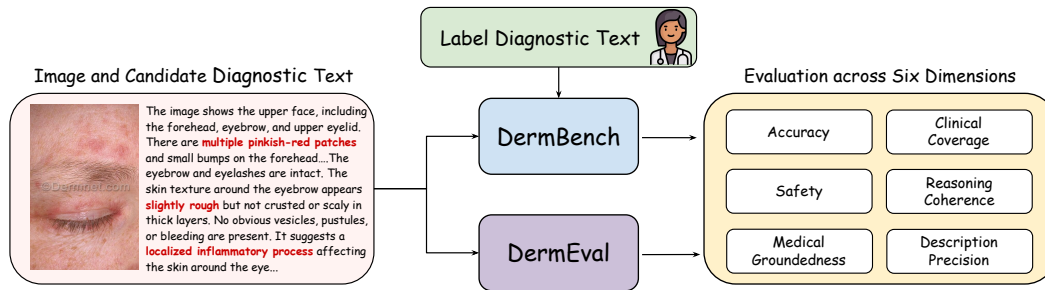 Label Diagnostic Text
Image and Candidate Diagnostic Text
The image shows the upper face, including
the forehead, eyebrow, and upper eyelid.
There are multiple pinkish-red patches
and small bumps on the forehead....The
eyebrow and eyelashes are intact. The
skin texture around the eyebrow appears
slightly rough but not crusted or scaly in
thick layers. No obvious vesicles, pustules,
or bleeding are present. It suggests a
localized inflammatory process affecting
the skin around the eye...
©Dermnet.com
DermBench
DermEval
Evaluation across Six Dimensions
Accuracy
Clinical
Coverage
Safety
Reasoning
Coherence
Medical
Groundedness
Description
Precision